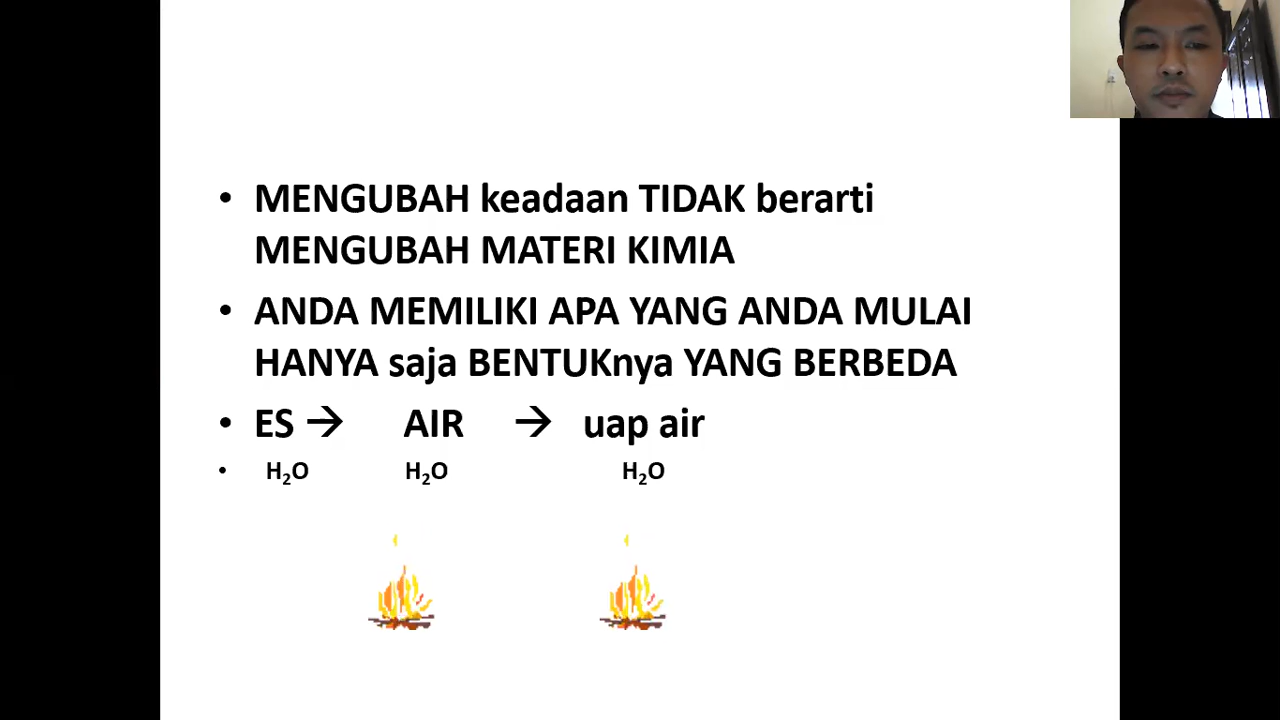 • MENGUBAH keadaan TIDAK berarti
MENGUBAH MATERI KIMIA
• ANDA MEMILIKI APA YANG ANDA MULAI
HANYA saja BENTUKnya YANG BERBEDA
• ES → AIR → uap air
• H₂O H₂O H₂O